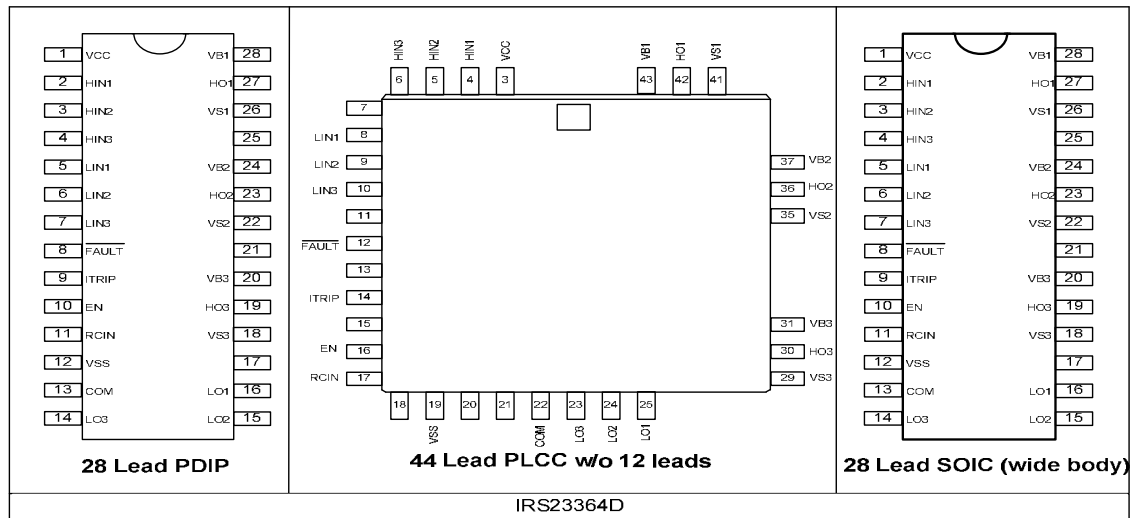 1 VCC VB1 28
2 HIN1 HO1 27
3 HIN2 VS1 26
4 HIN3 25
5 LIN1 VB2 24
6 LIN2 HO2 23
7 LIN3 VS2 22
8 FAULT 21
9 ITRIP VB3 20
10 EN HO3 19
11 RCIN VS3 18
12 VSS 17
13 COM LO1 16
14 LO3 LO2 15
28 Lead PDIP
HIN3 HIN2 HIN1 VCC VB1 HO1 VS1
6 5 4 3 43 42 41
7
LIN1 8
LIN2 9
LIN3 10
11
FAULT 12
13
ITRIP 14
15
EN 16
RCIN 17
37 VB2
36 HO2
35 VS2
31 VB3
30 HO3
29 VS3
18 19 20 21 22 23 24 25
VSS COM LO3 LO2 LO1
44 Lead PLCC w/o 12 leads
1 VCC VB1 28
2 HIN1 HO1 27
3 HIN2 VS1 26
4 HIN3 25
5 LIN1 VB2 24
6 LIN2 HO2 23
7 LIN3 VS2 22
8 FAULT 21
9 ITRIP VB3 20
10 EN HO3 19
11 RCIN VS3 18
12 VSS 17
13 COM LO1 16
14 LO3 LO2 15
28 Lead SOIC (wide body)
IRS23364D